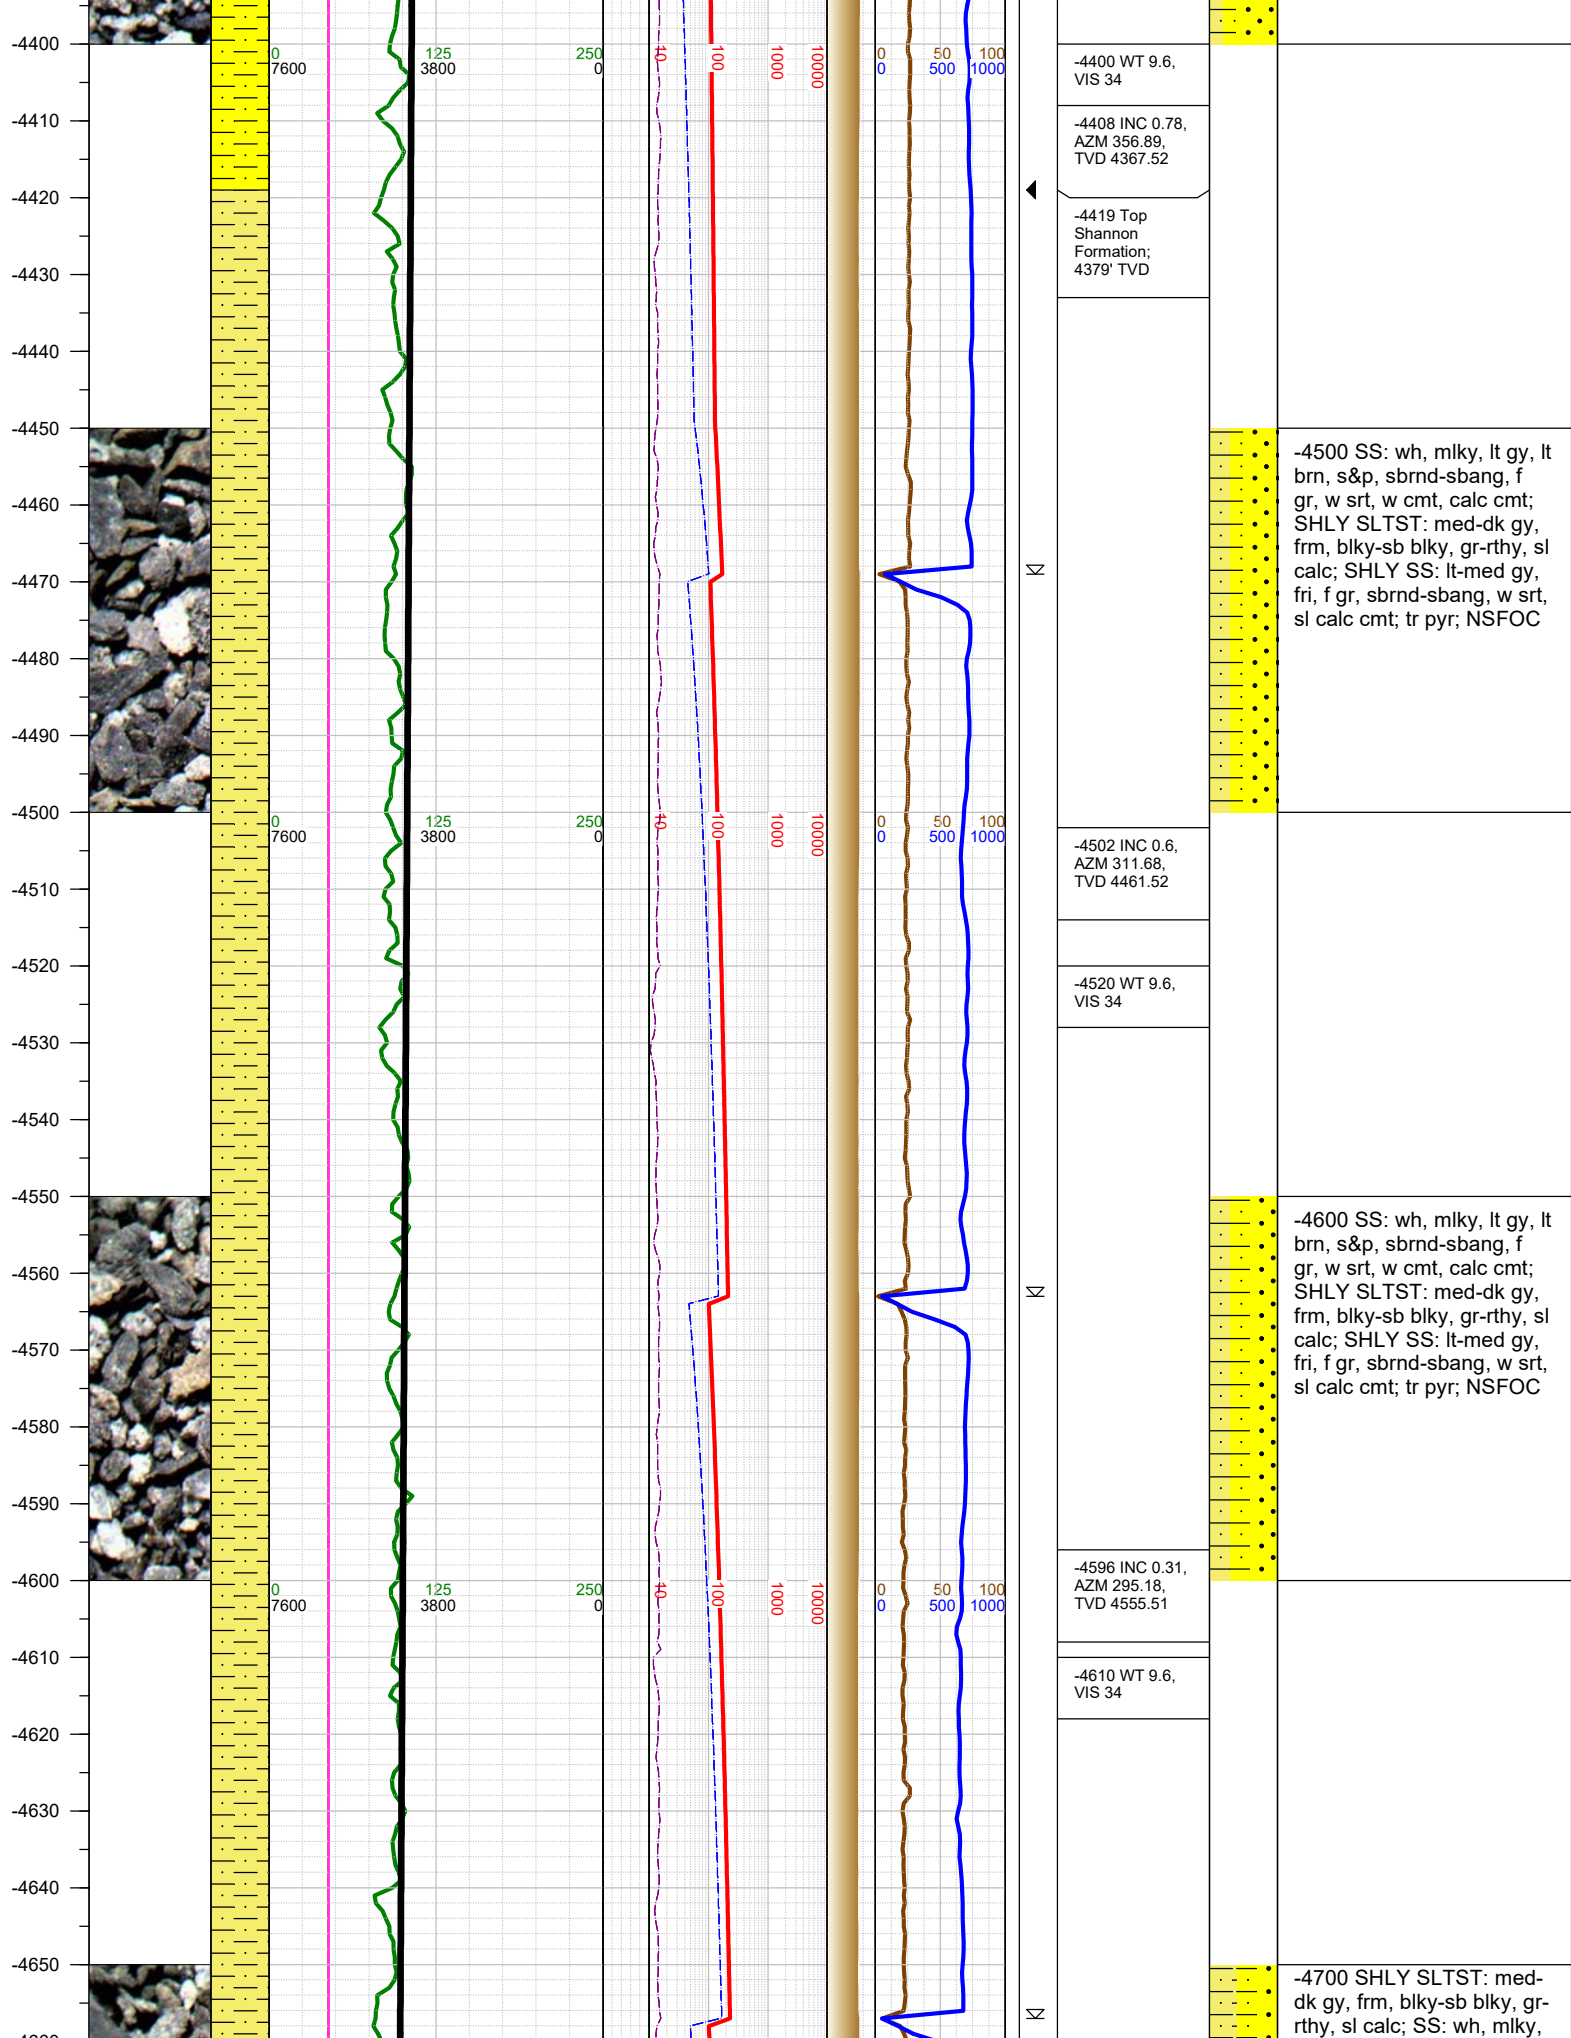 -4400
0 125 250
7600 3800 0
10 100 1000 10000
0 50 100
0 500 1000
-4400 WT 9.6,
VIS 34
-4410
-4408 INC 0.78,
AZM 356.89,
TVD 4367.52
-4420
-4419 Top
Shannon
Formation;
4379' TVD
-4430
-4440
-4450
-4500 SS: wh, mlky, lt gy, lt
brn, s&p, sbrnd-sbang, f
gr, w srt, w cmt, calc cmt;
SHLY SLTST: med-dk gy,
frm, blky-sb blky, gr-rthy, sl
calc; SHLY SS: lt-med gy,
fri, f gr, sbrnd-sbang, w srt,
sl calc cmt; tr pyr; NSFOC
-4460
-4470
-4480
-4490
-4500
0 125 250
7600 3800 0
10 100 1000 10000
0 50 100
0 500 1000
-4502 INC 0.6,
AZM 311.68,
TVD 4461.52
-4510
-4520
-4520 WT 9.6,
VIS 34
-4530
-4540
-4550
-4600 SS: wh, mlky, lt gy, lt
brn, s&p, sbrnd-sbang, f
gr, w srt, w cmt, calc cmt;
SHLY SLTST: med-dk gy,
frm, blky-sb blky, gr-rthy, sl
calc; SHLY SS: lt-med gy,
fri, f gr, sbrnd-sbang, w srt,
sl calc cmt; tr pyr; NSFOC
-4560
-4570
-4580
-4590
-4600
0 125 250
7600 3800 0
10 100 1000 10000
0 50 100
0 500 1000
-4596 INC 0.31,
AZM 295.18,
TVD 4555.51
-4610
-4610 WT 9.6,
VIS 34
-4620
-4630
-4640
-4650
-4700 SHLY SLTST: med-
dk gy, frm, blky-sb blky, gr-
rthy, sl calc; SS: wh, mlky,